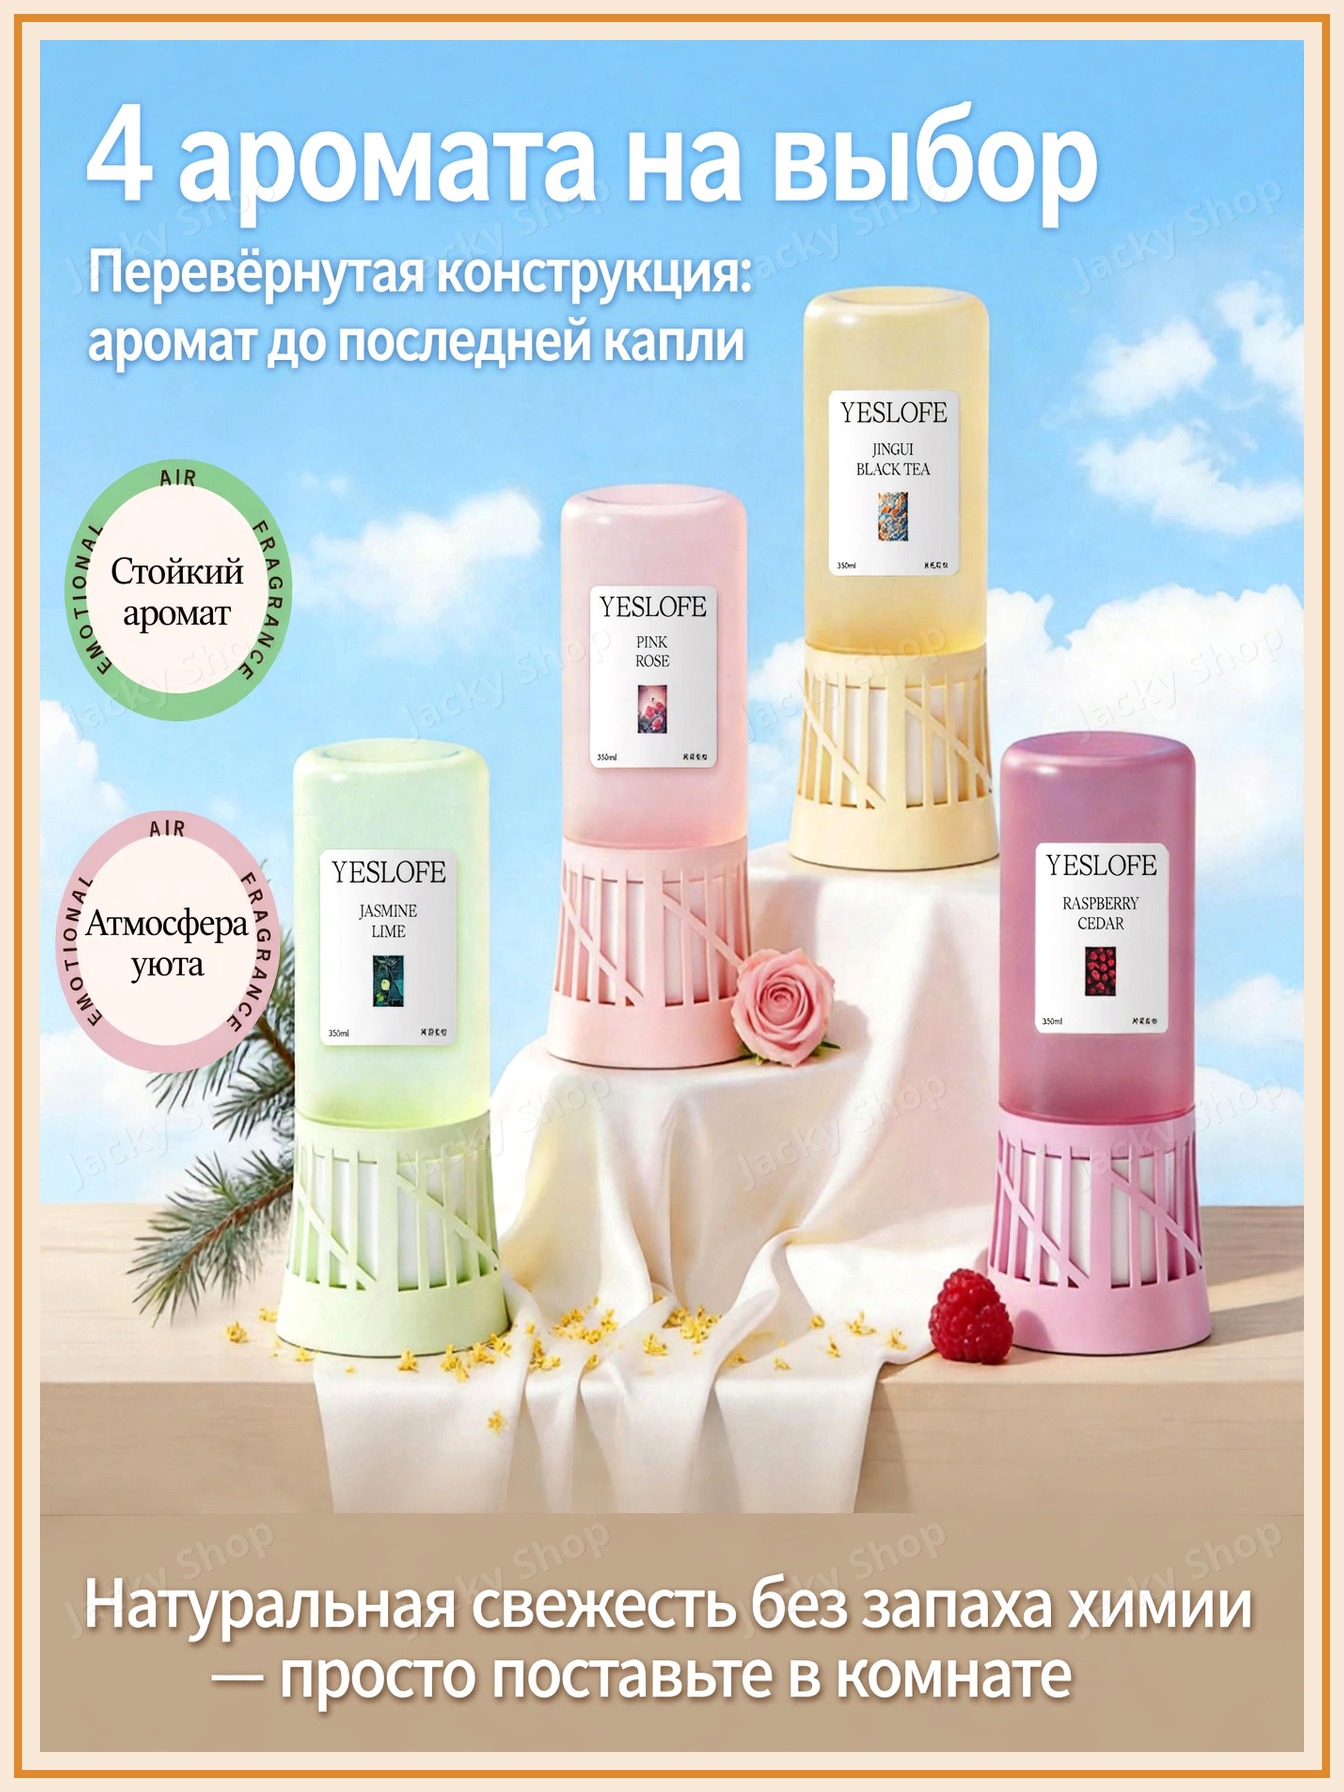 4 аромата на выбор
Перевёрнутая конструкция:
аромат до последней капли
YESLOFE
JINGUI
BLACK TEA
350ml
AIR
EMOTIONAL
FRAGRANCE
Стойкий
аромат
YESLOFE
PINK
ROSE
350ml
AIR
EMOTIONAL
FRAGRANCE
Атмосфера
уюта
YESLOFE
JASMINE
LIME
350ml
YESLOFE
RASPBERRY
CEDAR
350ml
Натуральная свежесть без запаха химии
— просто поставьте в комнате
Jacky Shop